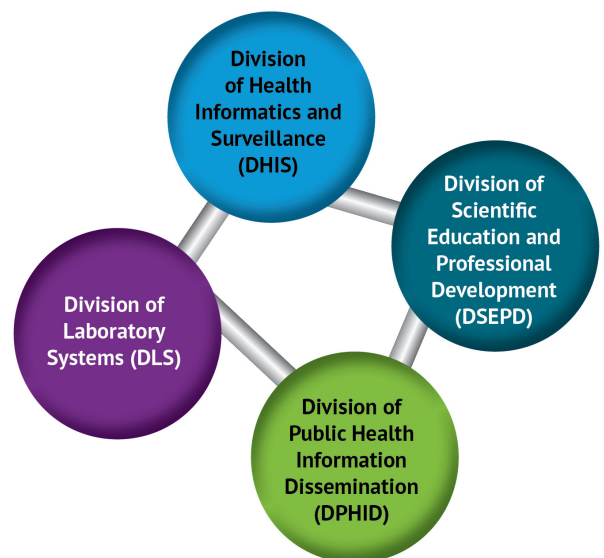 Division
of Health
Informatics and
Surveillance
(DHIS)
Division of
Scientific
Education and
Professional
Development
(DSEPD)
Division of
Laboratory
Systems (DLS)
Division of
Public Health
Information
Dissemination
(DPHID)